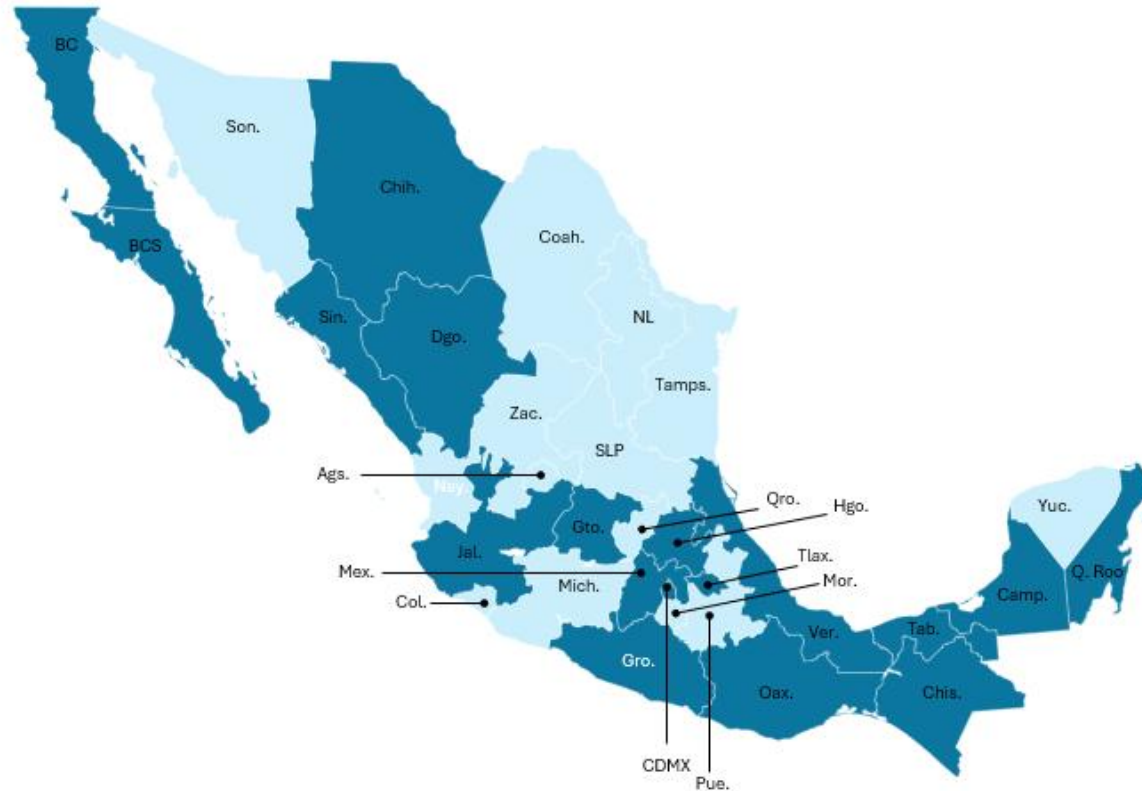 BC
Son.
Chih.
BCS
Coah.
Sin.
NL
Dgo.
Tamps.
Zac.
SLP
Ags.
Nay.
Qro.
Hgo.
Yuc.
Gto.
Jal.
Tlax.
Mex.
Mor.
Q. Roo
Mich.
Camp.
Col.
Ver.
Tab.
Gro.
Oax.
Chis.
CDMX
Pue.